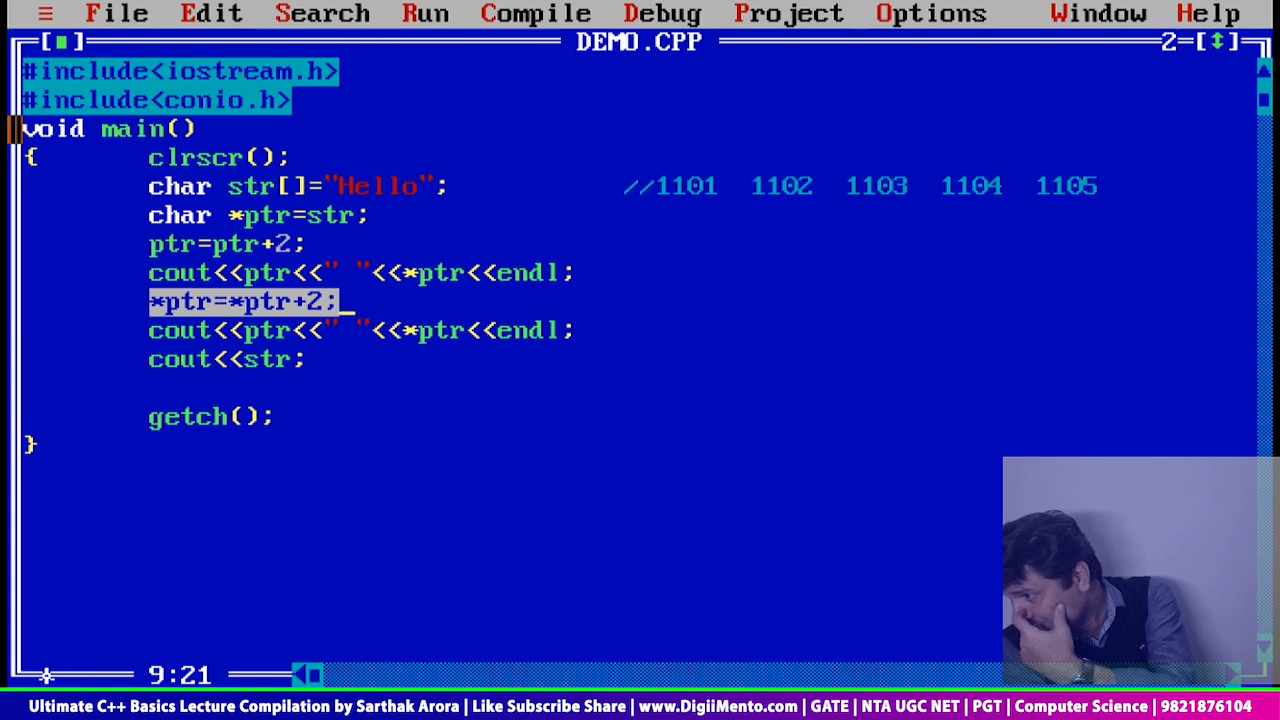 ≡ File Edit Search Run Compile Debug Project Options Window Help
[■] DEMO.CPP 2=[↕]
#include<iostream.h>
#include<conio.h>
void main()
{ clrscr();
char str[]="Hello"; //1101 1102 1103 1104 1105
char *ptr=str;
ptr=ptr+2;
cout<<ptr<<" "<<*ptr<<endl;
*ptr=*ptr+2;_
cout<<ptr<<" "<<*ptr<<endl;
cout<<str;
getch();
}
9:21
Ultimate C++ Basics Lecture Compilation by Sarthak Arora | Like Subscribe Share | www.DigiiMento.com | GATE | NTA UGC NET | PGT | Computer Science | 9821876104